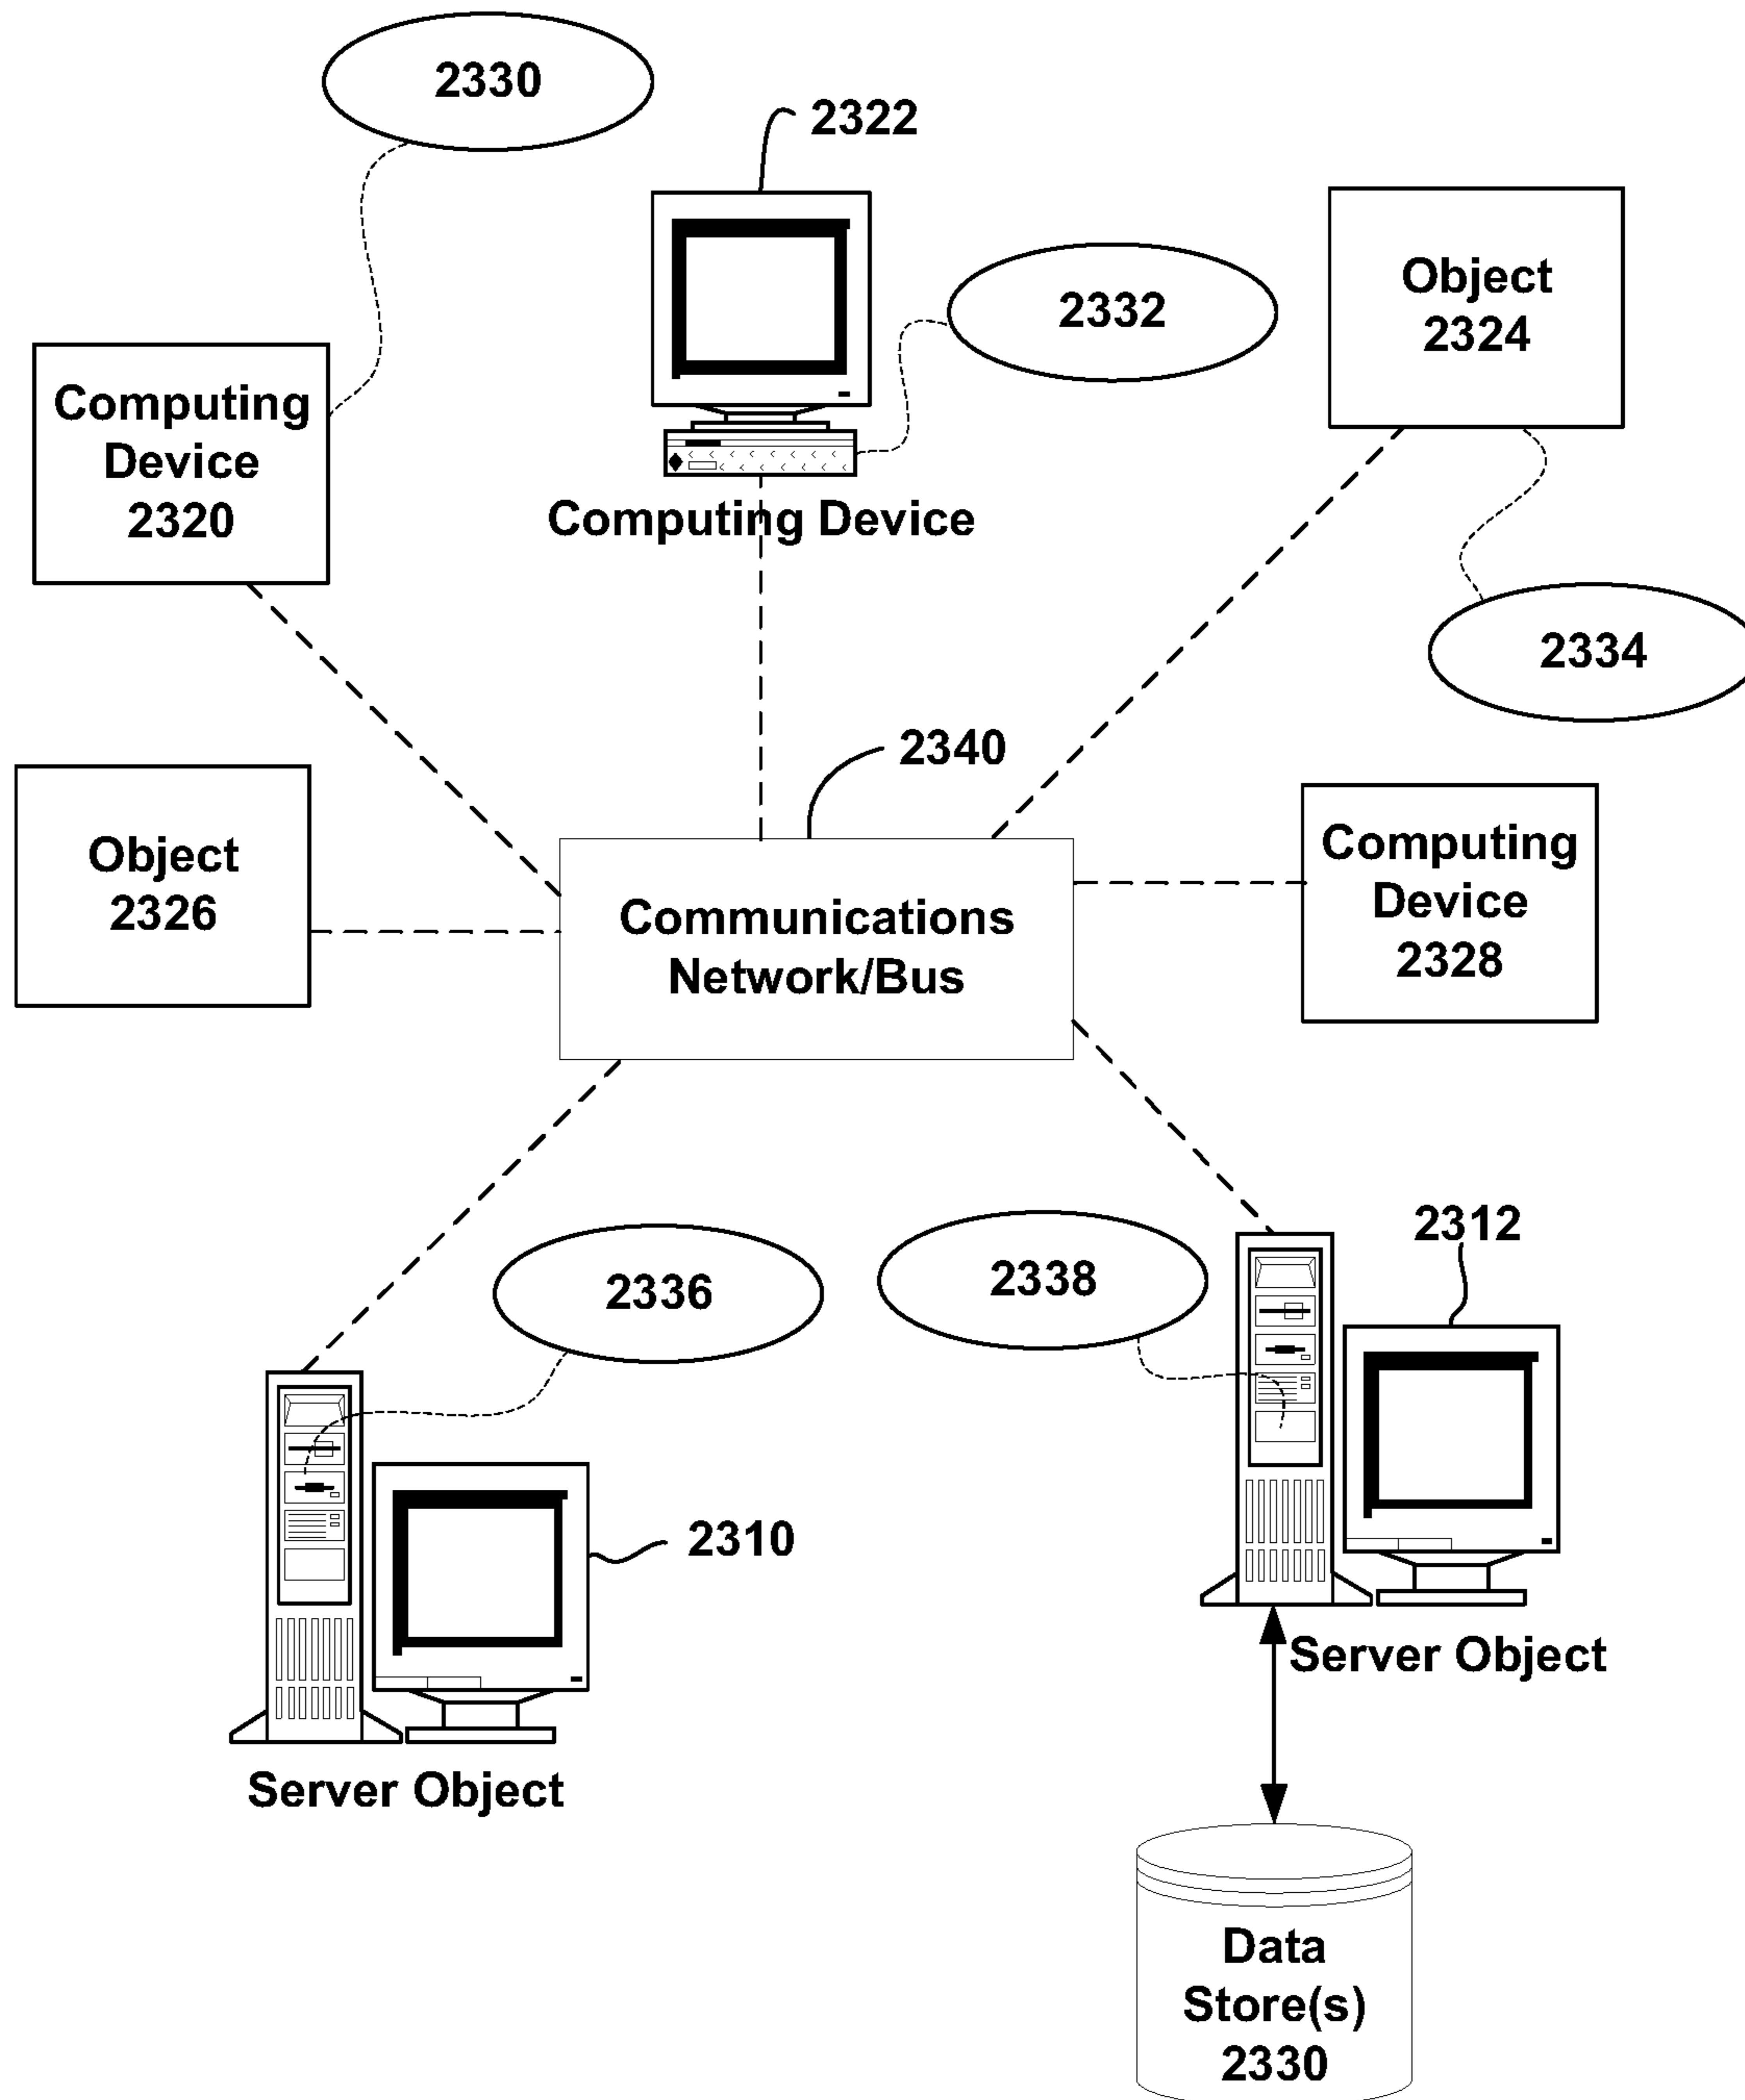 2330
2322
2332
Object
2324
Computing
Device
2320
Computing Device
2334
2340
Object
2326
Communications
Network/Bus
Computing
Device
2328
2336
2338
2312
2310
Server Object
Server Object
Data
Store(s)
2330